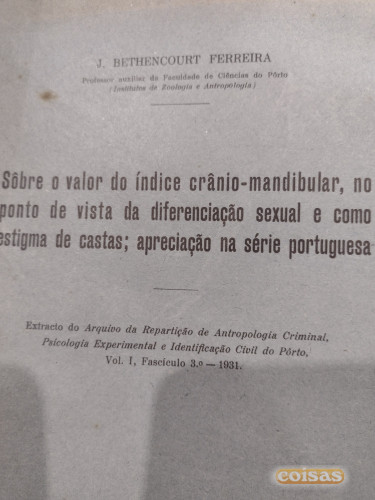 J. BETHENCOURT FERREIRA
Professor auxiliar da Faculdade de Ciências do Pôrto
(Institutos de Zoologia e Antropologia)
Sôbre o valor do índice crânio-mandibular, no
ponto de vista da diferenciação sexual e como
estigma de castas; apreciação na série portuguesa
Extracto do Arquivo da Repartição de Antropologia Criminal,
Psicologia Experimental e Identificação Civil do Pôrto,
Vol. I, Fascículo 3.º — 1931.
coisas